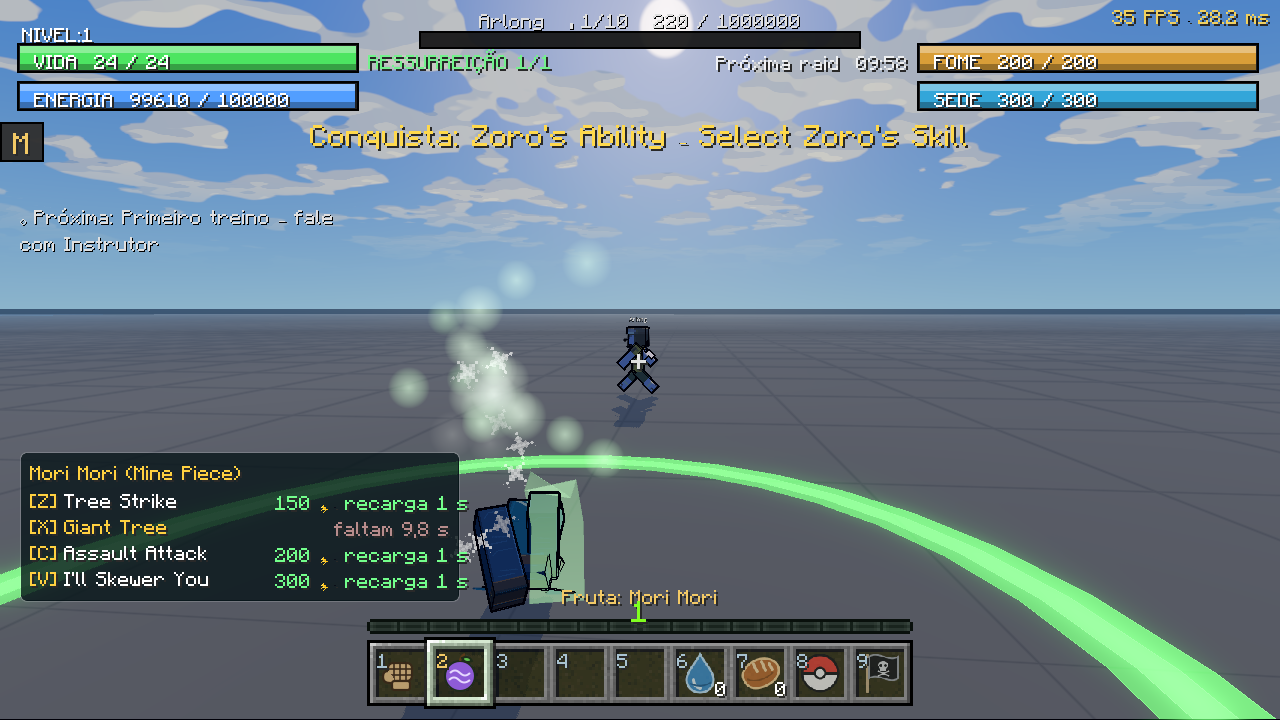 Arlong 1/10 220 / 1000000
35 FPS 28.2 ms
NIVEL:1
VIDA 24 / 24
RESSURREIÇÃO 1/1
Próxima raid 09:58
FOME 200 / 200
ENERGIA 99610 / 100000
SEDE 300 / 300
M
Conquista: Zoro's Ability - Select Zoro's Skill
Próxima: Primeiro treino - fale
com Instrutor
Mori Mori (Mine Piece)
[Z] Tree Strike 150 recarga 1 s
[X] Giant Tree faltam 9,8 s
[C] Assault Attack 200 recarga 1 s
[V] I'll Skewer You 300 recarga 1 s
Fruta: Mori Mori
1
1 2 3 4 5 6 7 8 9
0 0